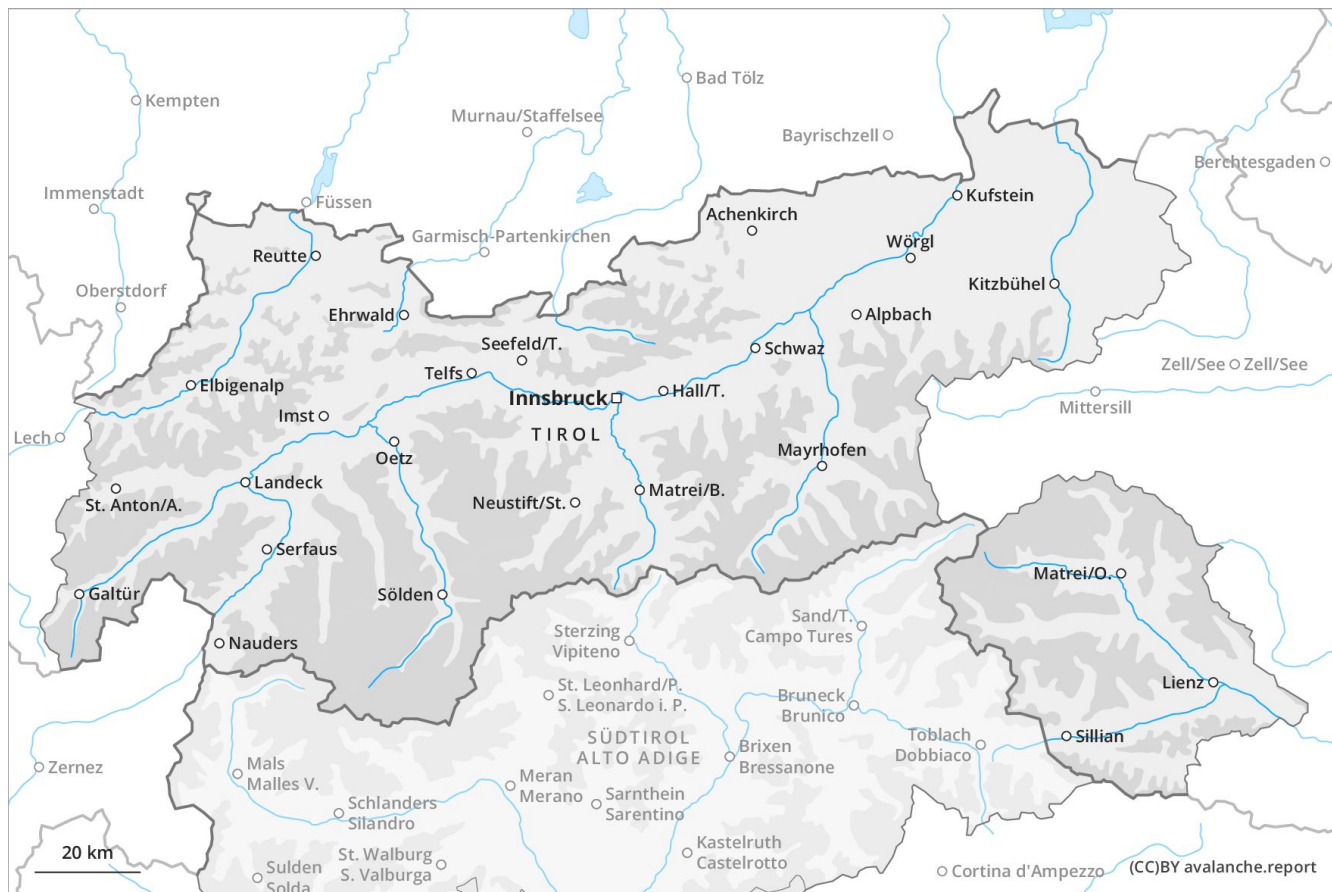 Kempten
Bad Tölz
Murnau/Staffelsee
Bayrischzell
Berchtesgaden
Immenstadt
Füssen
Kufstein
Achenkirch
Garmisch-Partenkirchen
Wörgl
Reutte
Oberstdorf
Kitzbühel
Ehrwald
Alpbach
Seefeld/T.
Schwaz
Telfs
Zell/See
Zell/See
Elbigenalp
Hall/T.
Innsbruck
Mittersill
Imst
TIROL
Lech
Oetz
Mayrhofen
Landeck
Matrei/B.
St. Anton/A.
Neustift/St.
Serfaus
Matrei/O.
Galtür
Sölden
Sand/T.
Campo Tures
Sterzing
Vipiteno
Nauders
Lienz
St. Leonhard/P.
S. Leonardo i. P.
Bruneck
Brunico
SÜDTIROL
ALTO ADIGE
Sillian
Toblach
Dobbiaco
Brixen
Bressanone
Zernez
Mals
Malles V.
Meran
Merano
Sarnthein
Sarentino
Schlanders
Silandro
Kastelruth
Castelrotto
20 km
St. Walburg
S. Valburga
Sulden
Solda
Cortina d'Ampezzo
(CC)BY avalanche.report